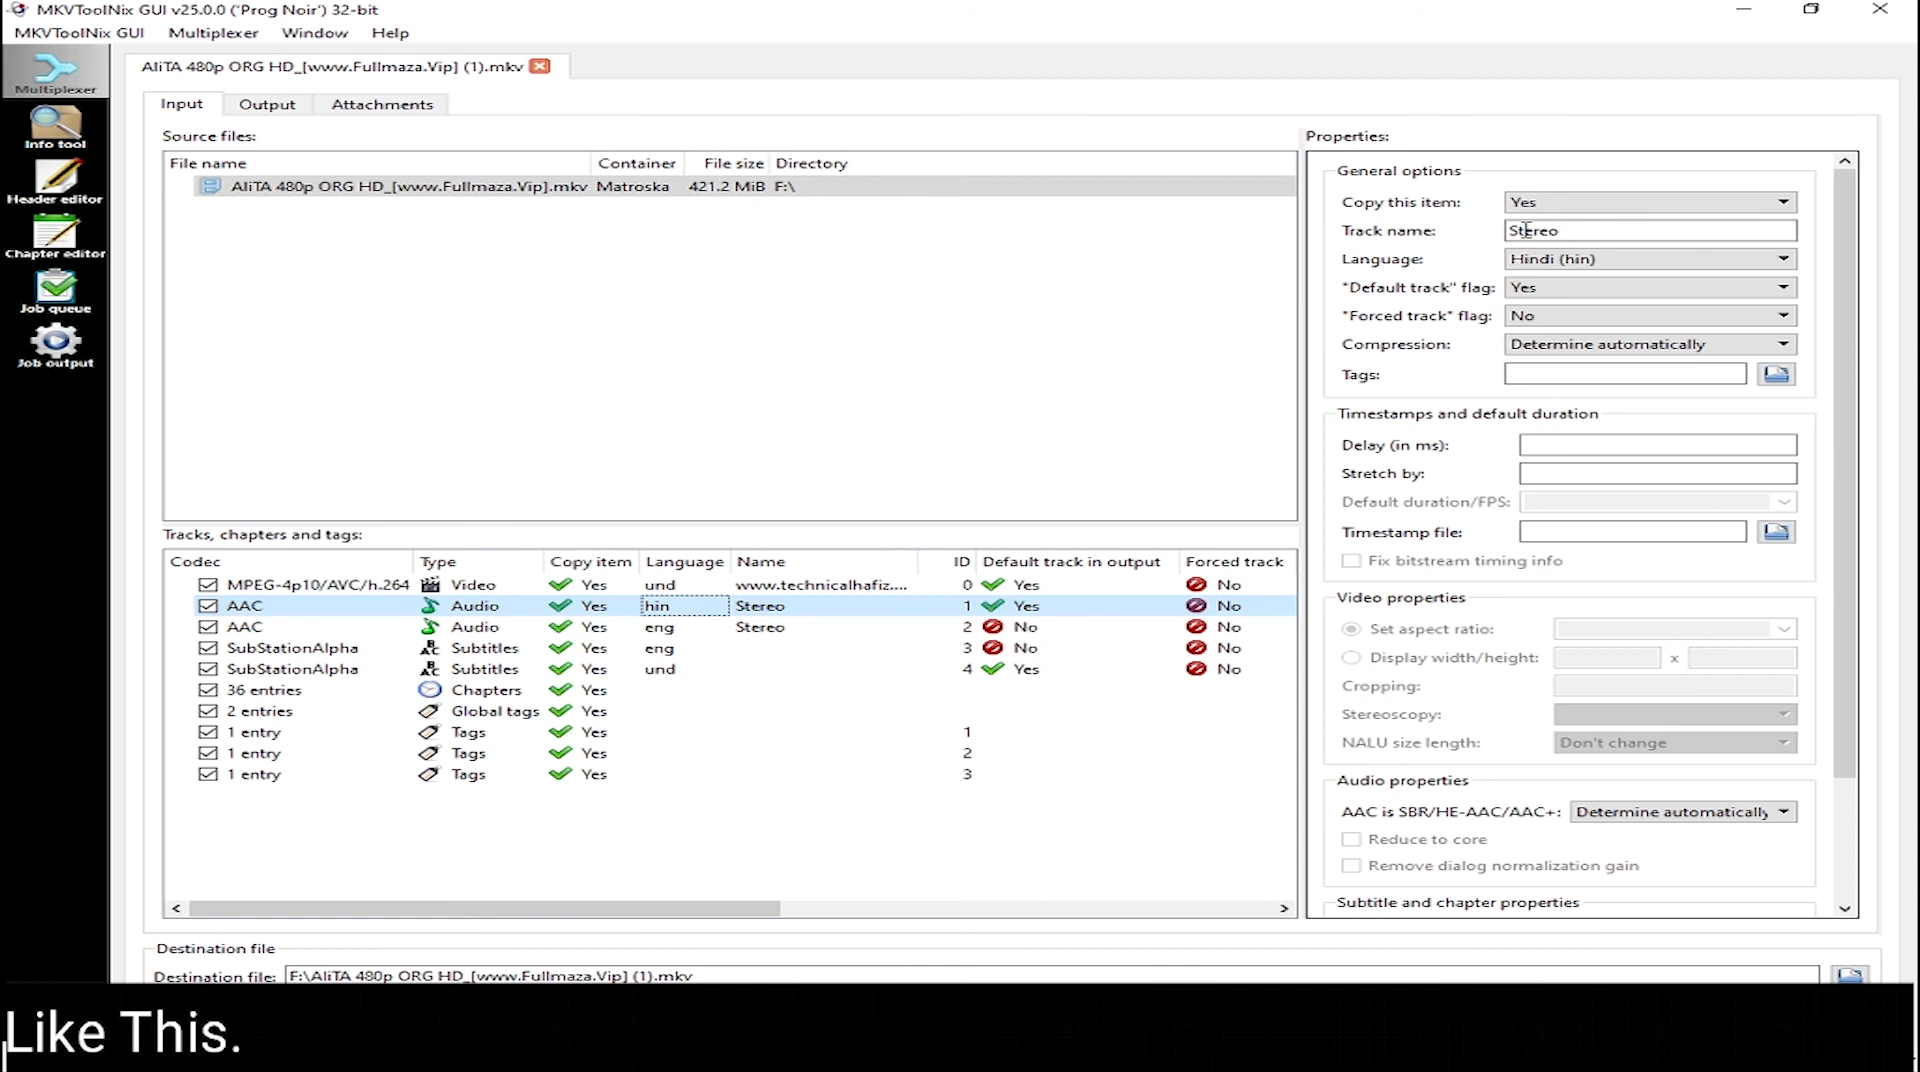 MKVToolNix GUI v25.0.0 ('Prog Noir') 32-bit
MKVToolNix GUI Multiplexer Window Help
Multiplexer
Info tool
Header editor
Chapter editor
Job queue
Job output
AliTA 480p ORG HD_[www.Fullmaza.Vip] (1).mkv
Input Output Attachments
Source files:
File name Container File size Directory
AliTA 480p ORG HD_[www.Fullmaza.Vip].mkv Matroska 421.2 MiB F:\
Tracks, chapters and tags:
Codec Type Copy item Language Name ID Default track in output Forced track
MPEG-4p10/AVC/h.264 Video Yes und www.technicalhafiz.... 0 Yes No
AAC Audio Yes hin Stereo 1 Yes No
AAC Audio Yes eng Stereo 2 No No
SubStationAlpha Subtitles Yes eng 3 No No
SubStationAlpha Subtitles Yes und 4 Yes No
36 entries Chapters Yes
2 entries Global tags Yes
1 entry Tags Yes 1
1 entry Tags Yes 2
1 entry Tags Yes 3
Properties:
General options
Copy this item: Yes
Track name: Stereo
Language: Hindi (hin)
"Default track" flag: Yes
"Forced track" flag: No
Compression: Determine automatically
Tags:
Timestamps and default duration
Delay (in ms):
Stretch by:
Default duration/FPS:
Timestamp file:
Fix bitstream timing info
Video properties
Set aspect ratio:
Display width/height: x
Cropping:
Stereoscopy:
NALU size length: Don't change
Audio properties
AAC is SBR/HE-AAC/AAC+: Determine automatically
Reduce to core
Remove dialog normalization gain
Subtitle and chapter properties
Destination file
Destination file: F:\AliTA 480p ORG HD_[www.Fullmaza.Vip] (1).mkv
Like This.